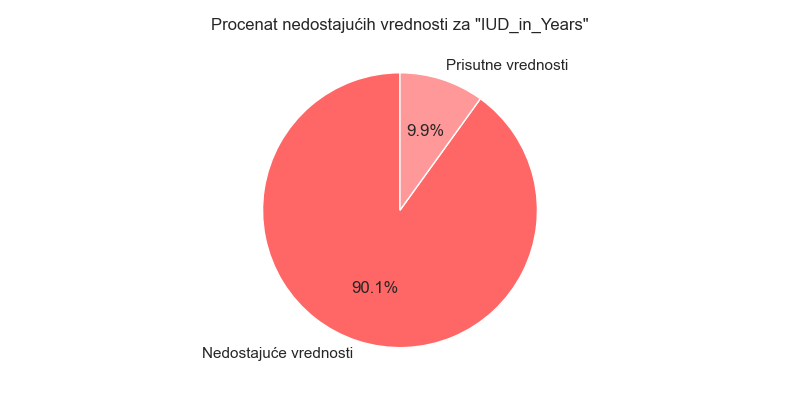 Procenat nedostajućih vrednosti za "IUD_in_Years"
Prisutne vrednosti
9.9%
90.1%
Nedostajuće vrednosti